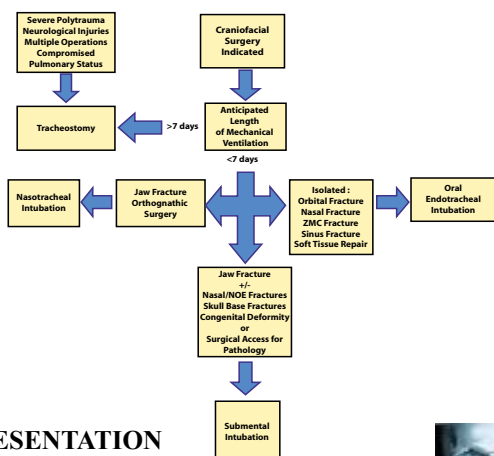 Severe Polytrauma
Neurological Injuries
Multiple Operations
Compromised
Pulmonary Status
Craniofacial
Surgery
Indicated
Tracheostomy
>7 days
Anticipated
Length
of Mechanical
Ventilation
<7 days
Nasotracheal
Intubation
Jaw Fracture
Orthognathic
Surgery
Isolated :
Orbital Fracture
Nasal Fracture
ZMC Fracture
Sinus Fracture
Soft Tissue Repair
Oral
Endotracheal
Intubation
Jaw Fracture
+/-
Nasal/NOE Fractures
Skull Base Fractures
Congenital Deformity
or
Surgical Access for
Pathology
Submental
Intubation
ESENTATION